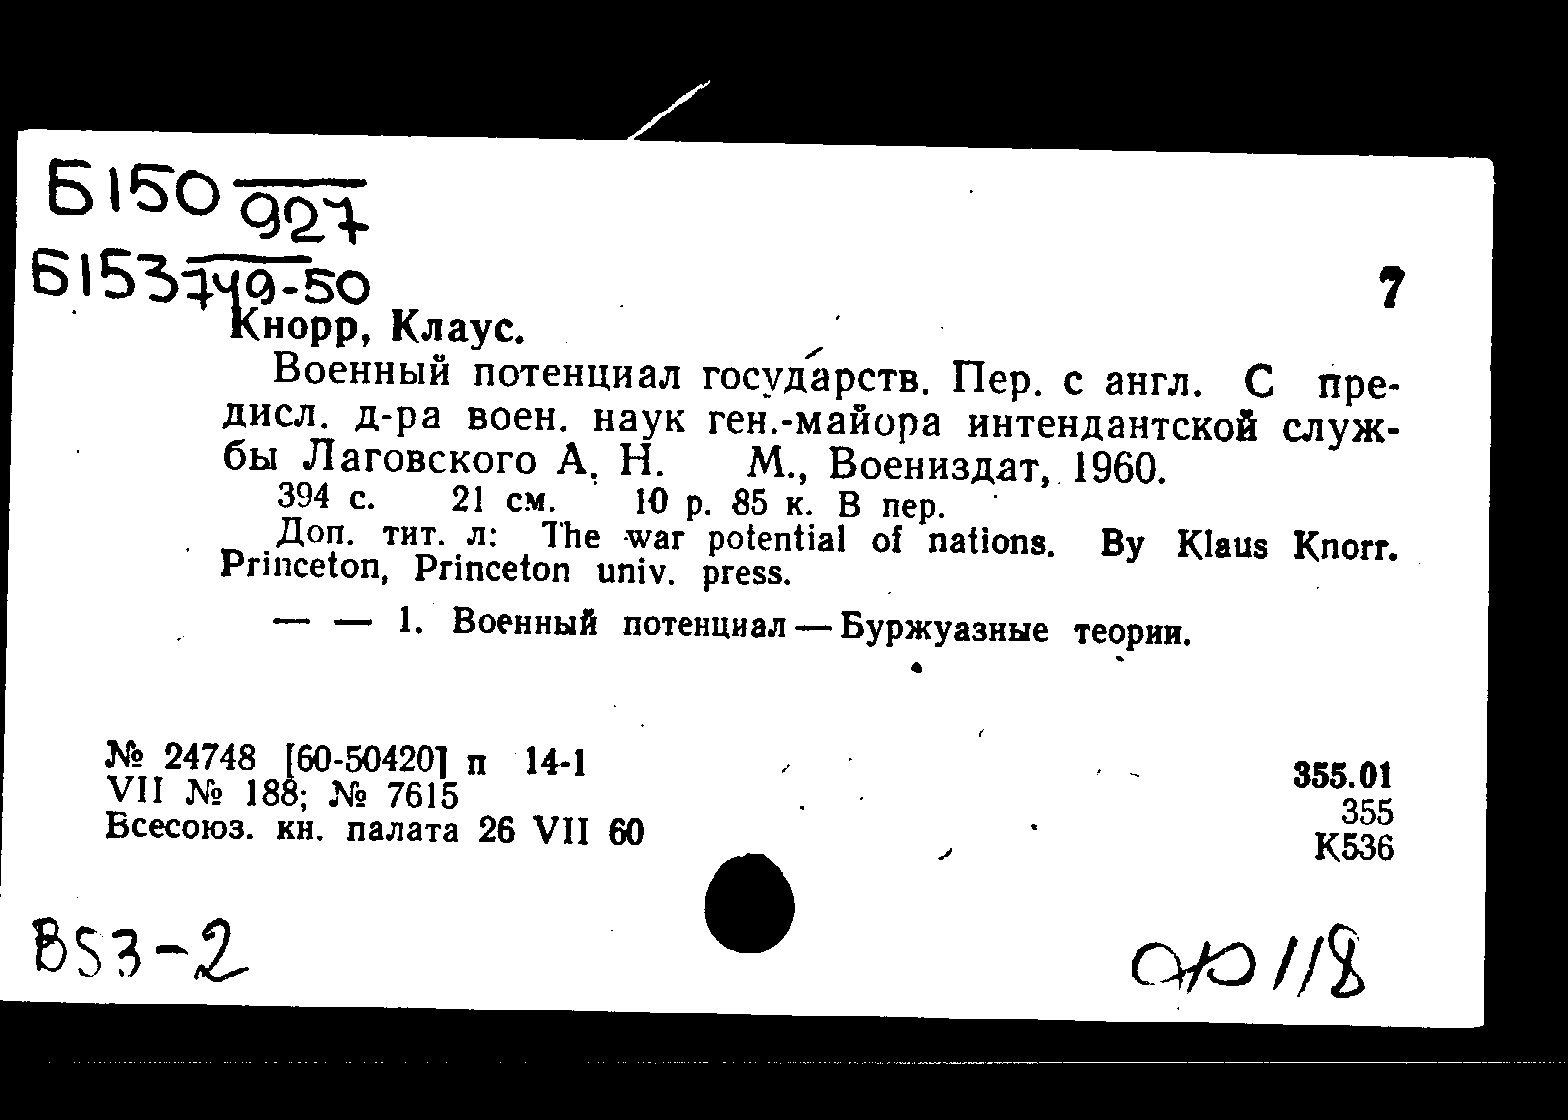 Б150 927
Б153 749-50
7
Кнорр, Клаус.
Военный потенциал государств. Пер. с англ. С пре-
дисл. д-ра воен. наук ген.-майора интендантской служ-
бы Лаговского А. Н. М., Воениздат, 1960.
394 с. 21 см. 10 р. 85 к. В пер.
Доп. тит. л: The war potential of nations. By Klaus Knorr.
Princeton, Princeton univ. press.
— — 1. Военный потенциал — Буржуазные теории.
№ 24748 [60-50420] п 14-1
VII № 188; № 7615
Всесоюз. кн. палата 26 VII 60
355.01
355
К536
В53-2
118